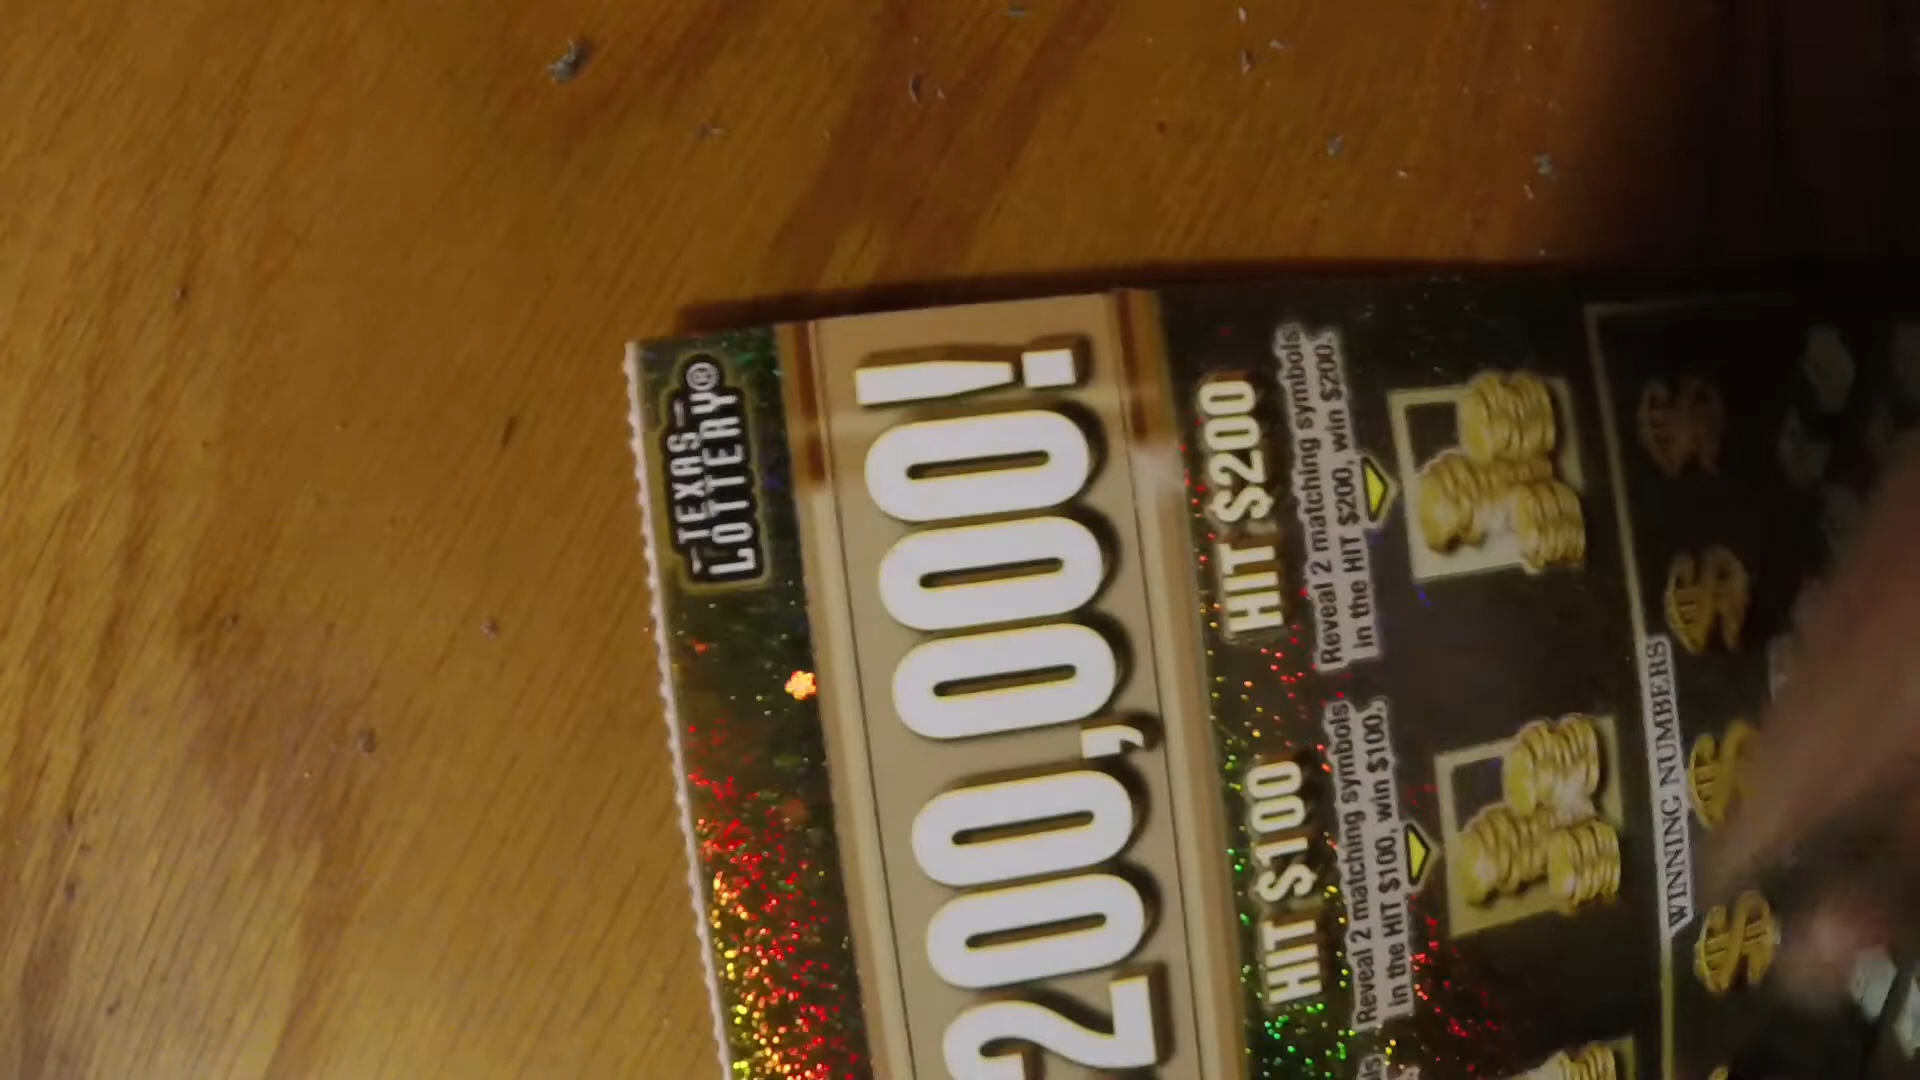 TEXAS
LOTTERY®
200,000!
HIT $100
Reveal 2 matching symbols
in the HIT $100, win $100.
HIT $200
Reveal 2 matching symbols
in the HIT $200, win $200.
WINNING NUMBERS